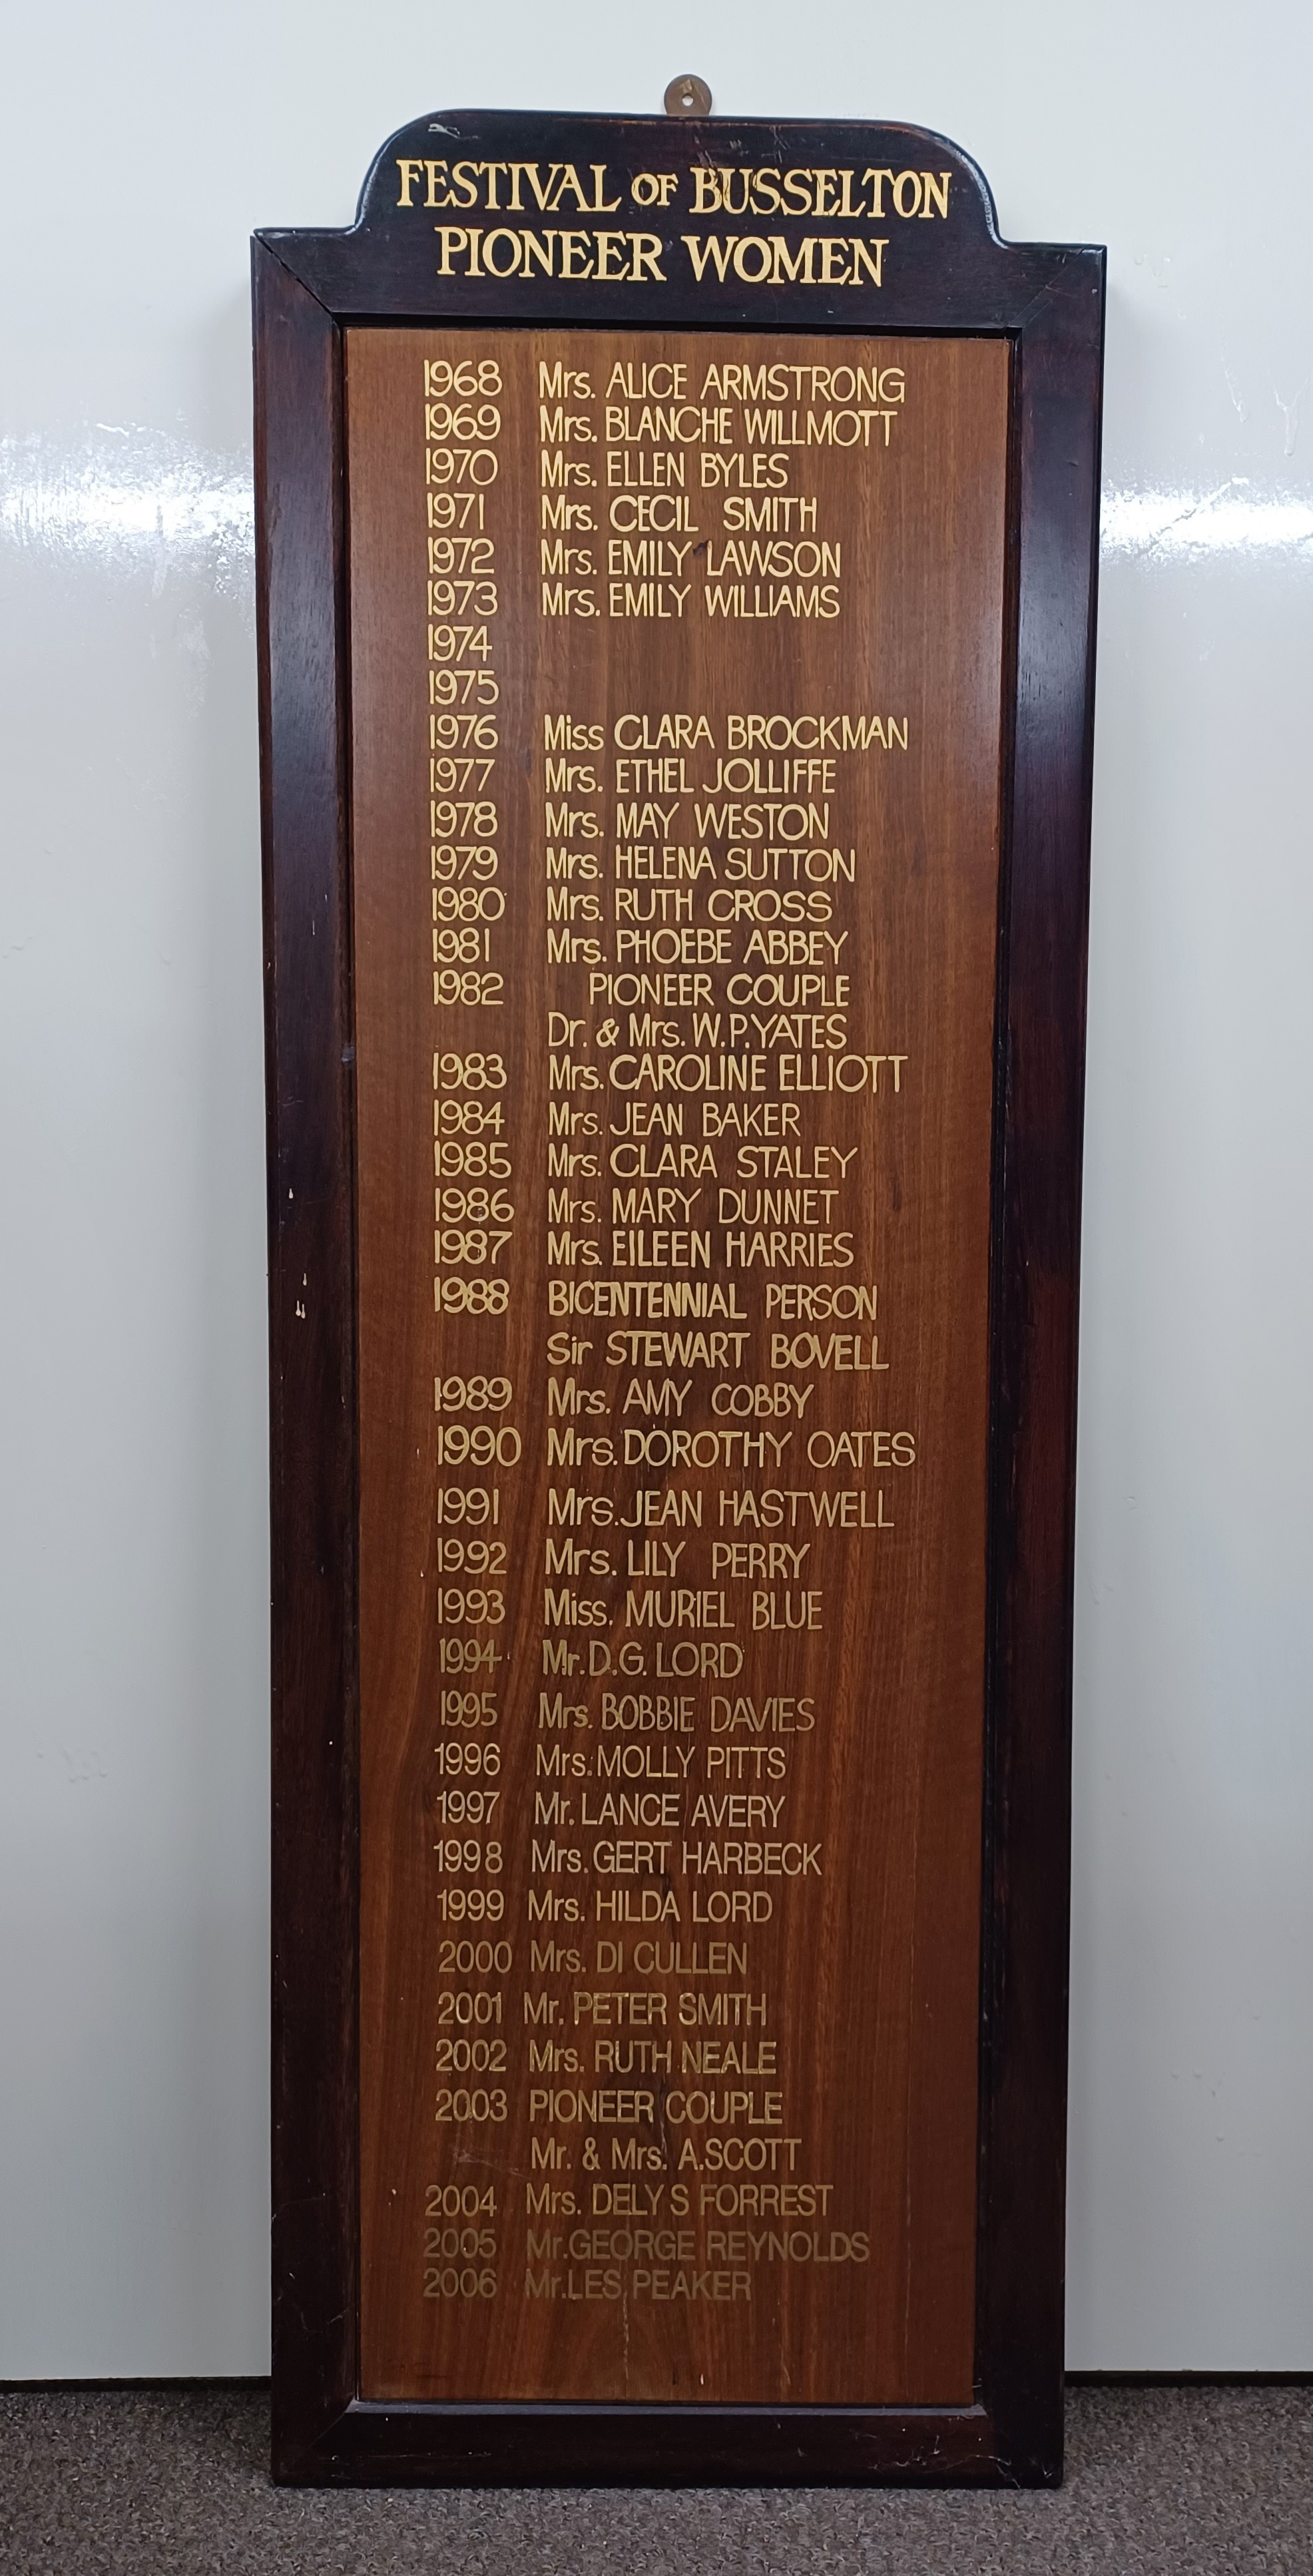 FESTIVAL OF BUSSELTON
PIONEER WOMEN
1968 Mrs. ALICE ARMSTRONG
1969 Mrs. BLANCHE WILLMOTT
1970 Mrs. ELLEN BYLES
1971 Mrs. CECIL SMITH
1972 Mrs. EMILY LAWSON
1973 Mrs. EMILY WILLIAMS
1974
1975
1976 Miss CLARA BROCKMAN
1977 Mrs. ETHEL JOLLIFFE
1978 Mrs. MAY WESTON
1979 Mrs. HELENA SUTTON
1980 Mrs. RUTH CROSS
1981 Mrs. PHOEBE ABBEY
1982 PIONEER COUPLE
Dr. & Mrs. W.P.YATES
1983 Mrs. CAROLINE ELLIOTT
1984 Mrs. JEAN BAKER
1985 Mrs. CLARA STALEY
1986 Mrs. MARY DUNNET
1987 Mrs. EILEEN HARRIES
1988 BICENTENNIAL PERSON
Sir STEWART BOVELL
1989 Mrs. AMY COBBY
1990 Mrs. DOROTHY OATES
1991 Mrs. JEAN HASTWELL
1992 Mrs. LILY PERRY
1993 Miss. MURIEL BLUE
1994 Mr. D.G. LORD
1995 Mrs. BOBBIE DAVIES
1996 Mrs. MOLLY PITTS
1997 Mr. LANCE AVERY
1998 Mrs. GERT HARBECK
1999 Mrs. HILDA LORD
2000 Mrs. DI CULLEN
2001 Mr. PETER SMITH
2002 Mrs. RUTH NEALE
2003 PIONEER COUPLE
Mr. & Mrs. A.SCOTT
2004 Mrs. DELYS FORREST
2005 Mr.GEORGE REYNOLDS
2006 Mr.LES PEAKER